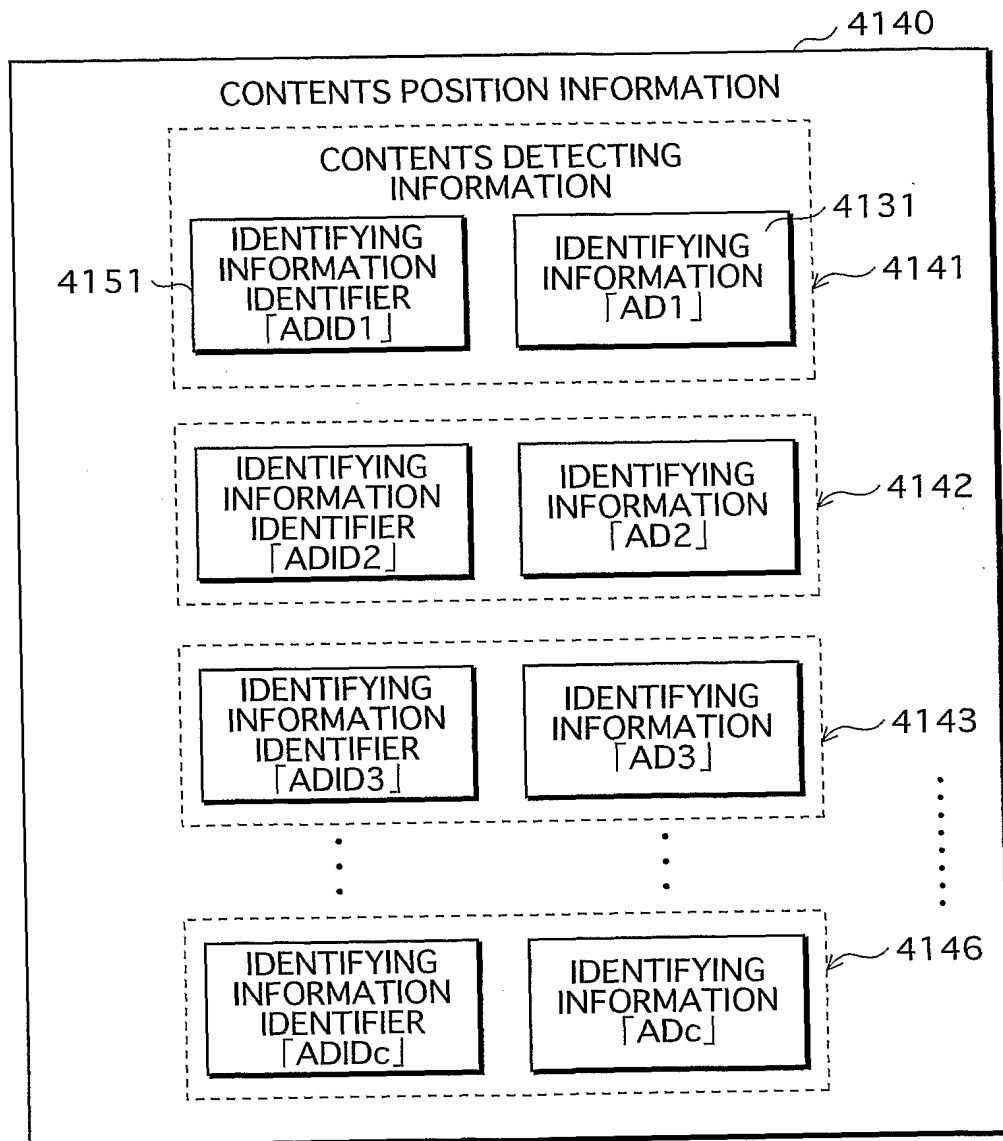 4140
CONTENTS POSITION INFORMATION
CONTENTS DETECTING
INFORMATION
4151
IDENTIFYING
INFORMATION
IDENTIFIER
「ADID1」
IDENTIFYING
INFORMATION
「AD1」
4131
4141
IDENTIFYING
INFORMATION
IDENTIFIER
「ADID2」
IDENTIFYING
INFORMATION
「AD2」
4142
IDENTIFYING
INFORMATION
IDENTIFIER
「ADID3」
IDENTIFYING
INFORMATION
「AD3」
4143
IDENTIFYING
INFORMATION
IDENTIFIER
「ADIDc」
IDENTIFYING
INFORMATION
「ADc」
4146